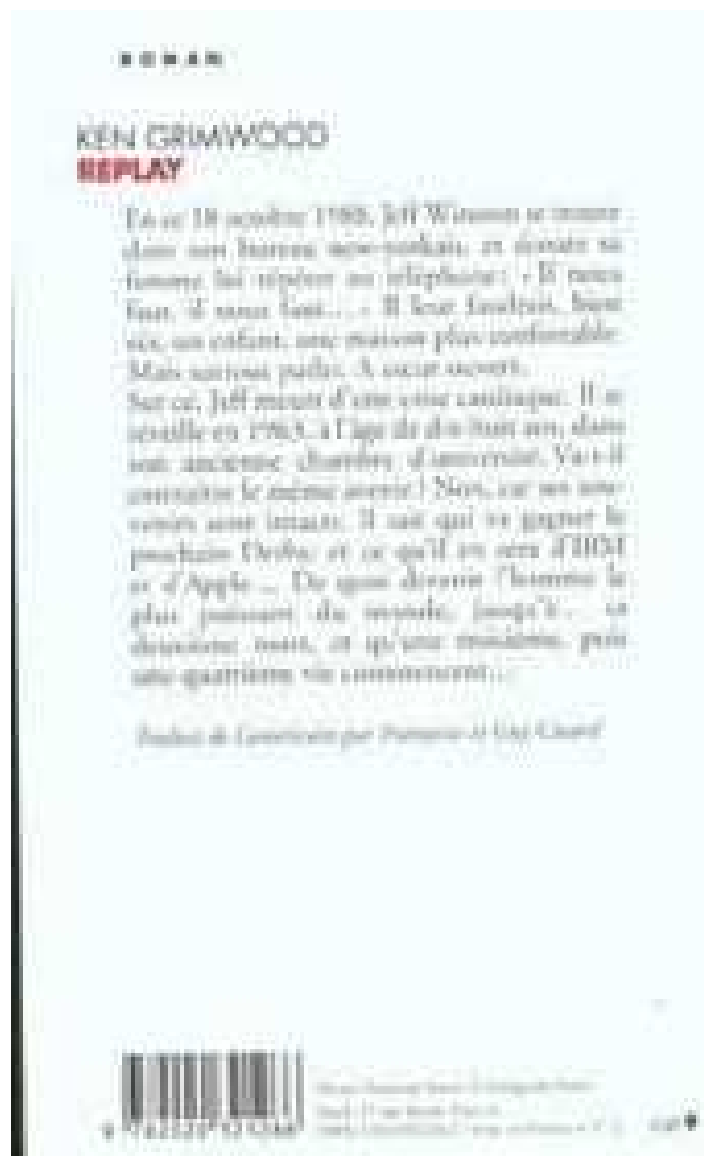 ROMAN
KEN GRIMWOOD
REPLAY
En ce 18 octobre 1988, Jeff Winston se trouve
dans son bureau new-yorkais, et écoute sa
femme lui répéter au téléphone : « Il nous
faut, il nous faut... » Il leur faudrait, bien
sûr, un enfant, une maison plus confortable.
Mais surtout parler. A cœur ouvert.
Sur ce, Jeff meurt d'une crise cardiaque. Il se
réveille en 1963, à l'âge de dix-huit ans, dans
son ancienne chambre d'université. Va-t-il
connaître le même avenir ? Non, car ses sou-
venirs sont intacts. Il sait qui va gagner le
prochain Derby, et ce qu'il en sera d'IBM
et d'Apple... De quoi devenir l'homme le
plus puissant du monde, jusqu'à... sa
deuxième mort, et qu'une troisième, puis
une quatrième vie commencent...
Traduit de l'américain par Françoise et Guy Casaril